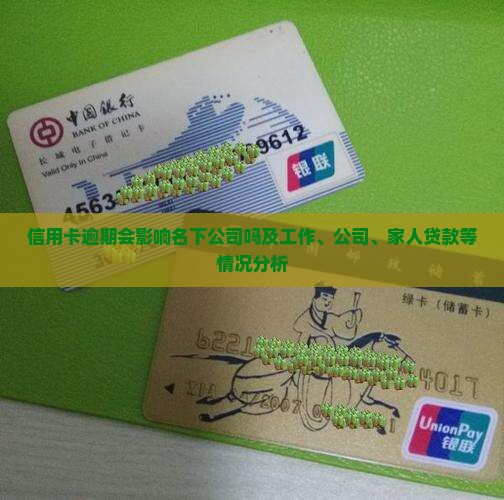 中国银行
BANK OF CHINA
长城电子借记卡
Valid Only in China
4563
9612
银联
信用卡逾期会影响名下公司吗及工作、公司、家人贷款等
情况分析
绿卡（储蓄卡）
UnionPay
银联